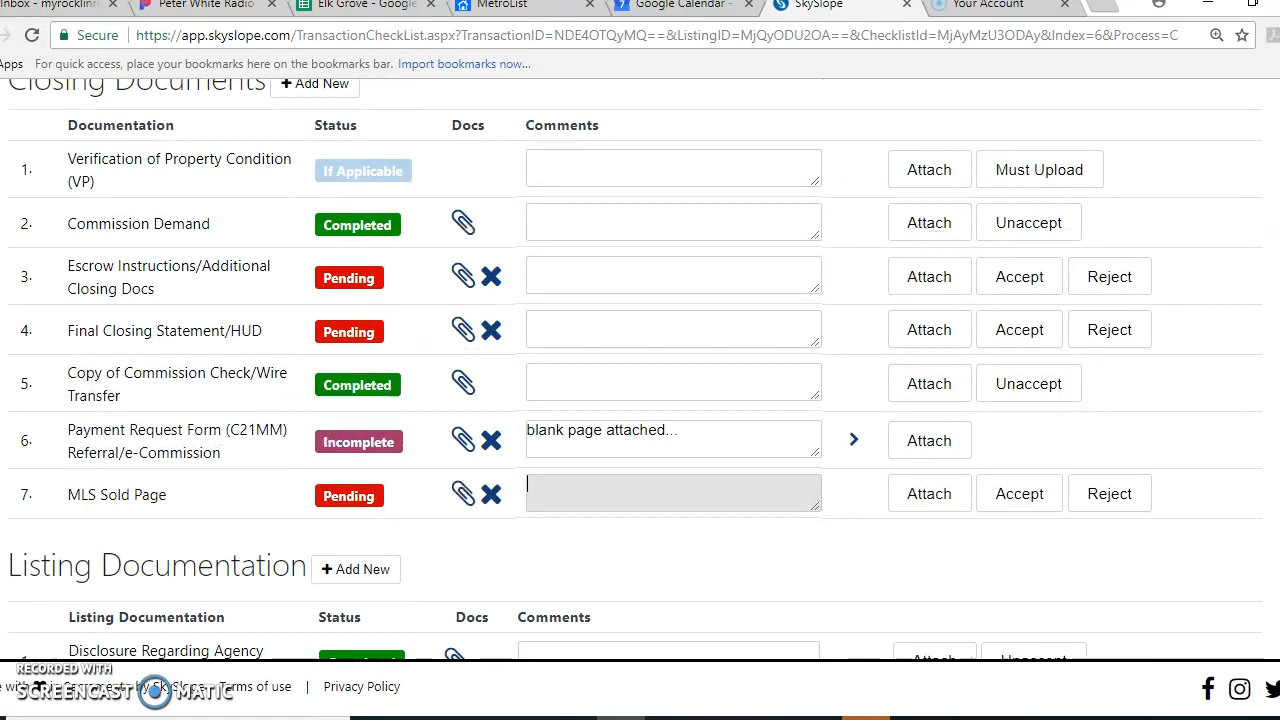 Inbox - myrocklinre
Peter White Radio
Elk Grove - Google
MetroList
Google Calendar -
SkySlope
Your Account
Secure https://app.skyslope.com/TransactionCheckList.aspx?TransactionID=NDE4OTQyMQ==&ListingID=MjQyODU2OA==&ChecklistId=MjAyMzU3ODAy&Index=6&Process=C
Apps For quick access, place your bookmarks here on the bookmarks bar. Import bookmarks now...
Closing Documents + Add New
Documentation Status Docs Comments
1. Verification of Property Condition
(VP) If Applicable Attach Must Upload
2. Commission Demand Completed Attach Unaccept
3. Escrow Instructions/Additional
Closing Docs Pending Attach Accept Reject
4. Final Closing Statement/HUD Pending Attach Accept Reject
5. Copy of Commission Check/Wire
Transfer Completed Attach Unaccept
6. Payment Request Form (C21MM)
Referral/e-Commission Incomplete blank page attached... Attach
7. MLS Sold Page Pending Attach Accept Reject
Listing Documentation + Add New
Listing Documentation Status Docs Comments
Disclosure Regarding Agency
RECORDED WITH
SCREENCAST MATIC
Terms of use | Privacy Policy